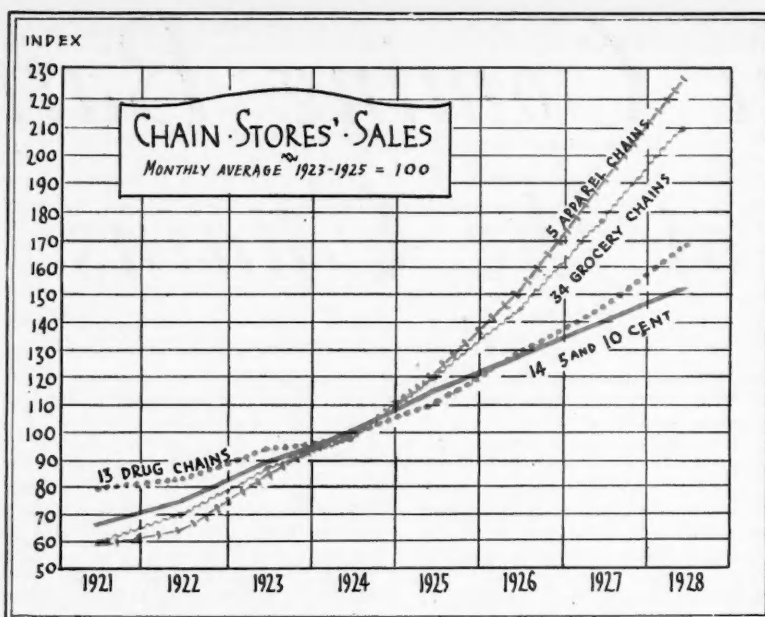 INDEX
230
220
210
200
190
180
170
160
150
140
130
120
110
100
90
80
70
60
50
CHAIN·STORES'·SALES
MONTHLY AVERAGE 1923-1925 = 100
5 APPAREL CHAINS
34 GROCERY CHAINS
14 5 AND 10 CENT
13 DRUG CHAINS
1921 1922 1923 1924 1925 1926 1927 1928